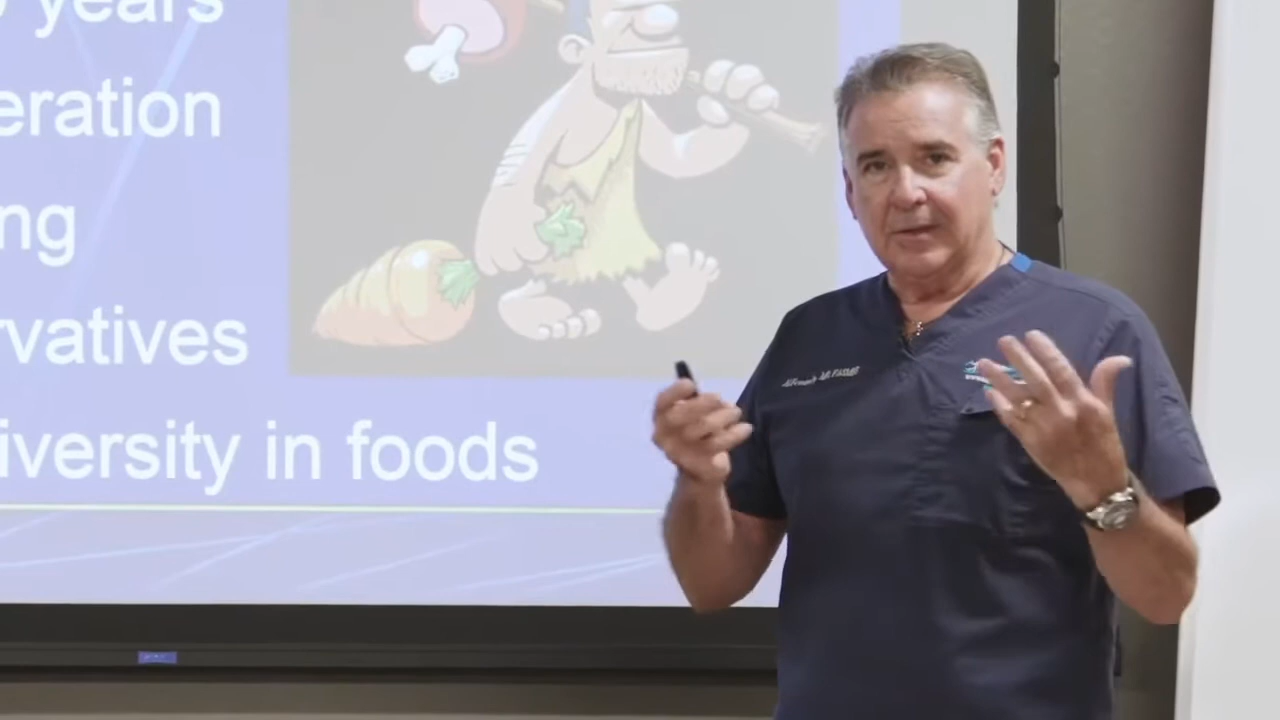 years
eration
ng
rvatives
iversity in foods